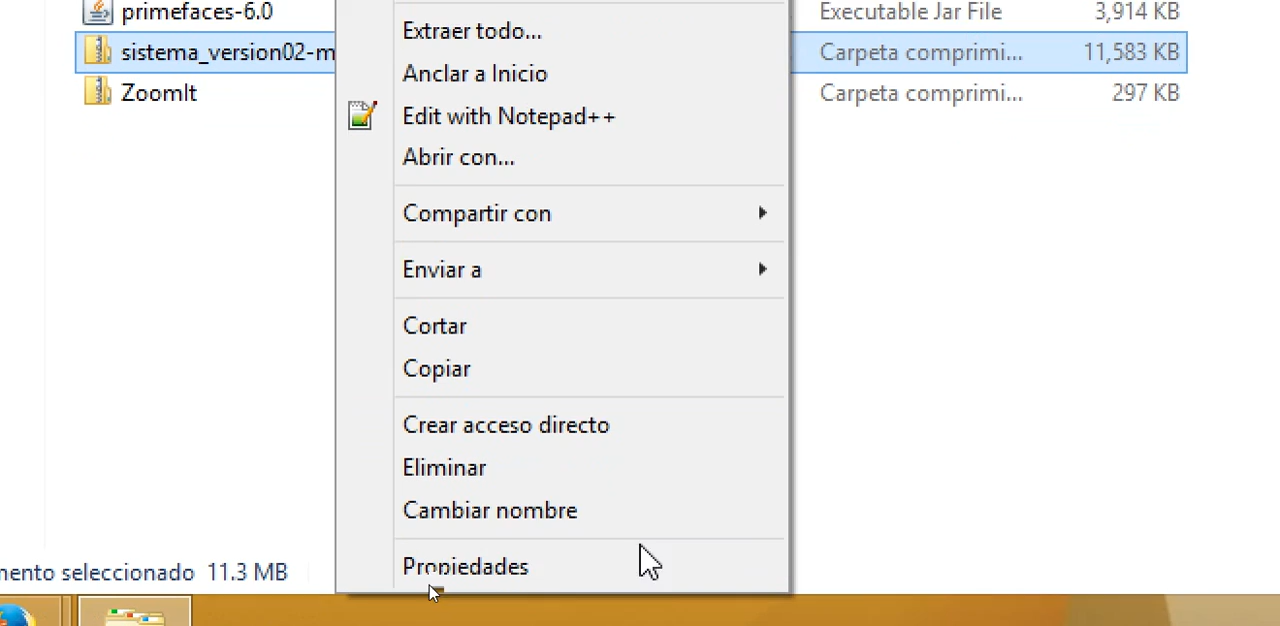 primefaces-6.0 Executable Jar File 3,914 KB
Extraer todo...
sistema_version02-m Carpeta comprimi... 11,583 KB
Anclar a Inicio
ZoomIt Carpeta comprimi... 297 KB
Edit with Notepad++
Abrir con...
Compartir con
Enviar a
Cortar
Copiar
Crear acceso directo
Eliminar
Cambiar nombre
Propiedades
mento seleccionado 11.3 MB